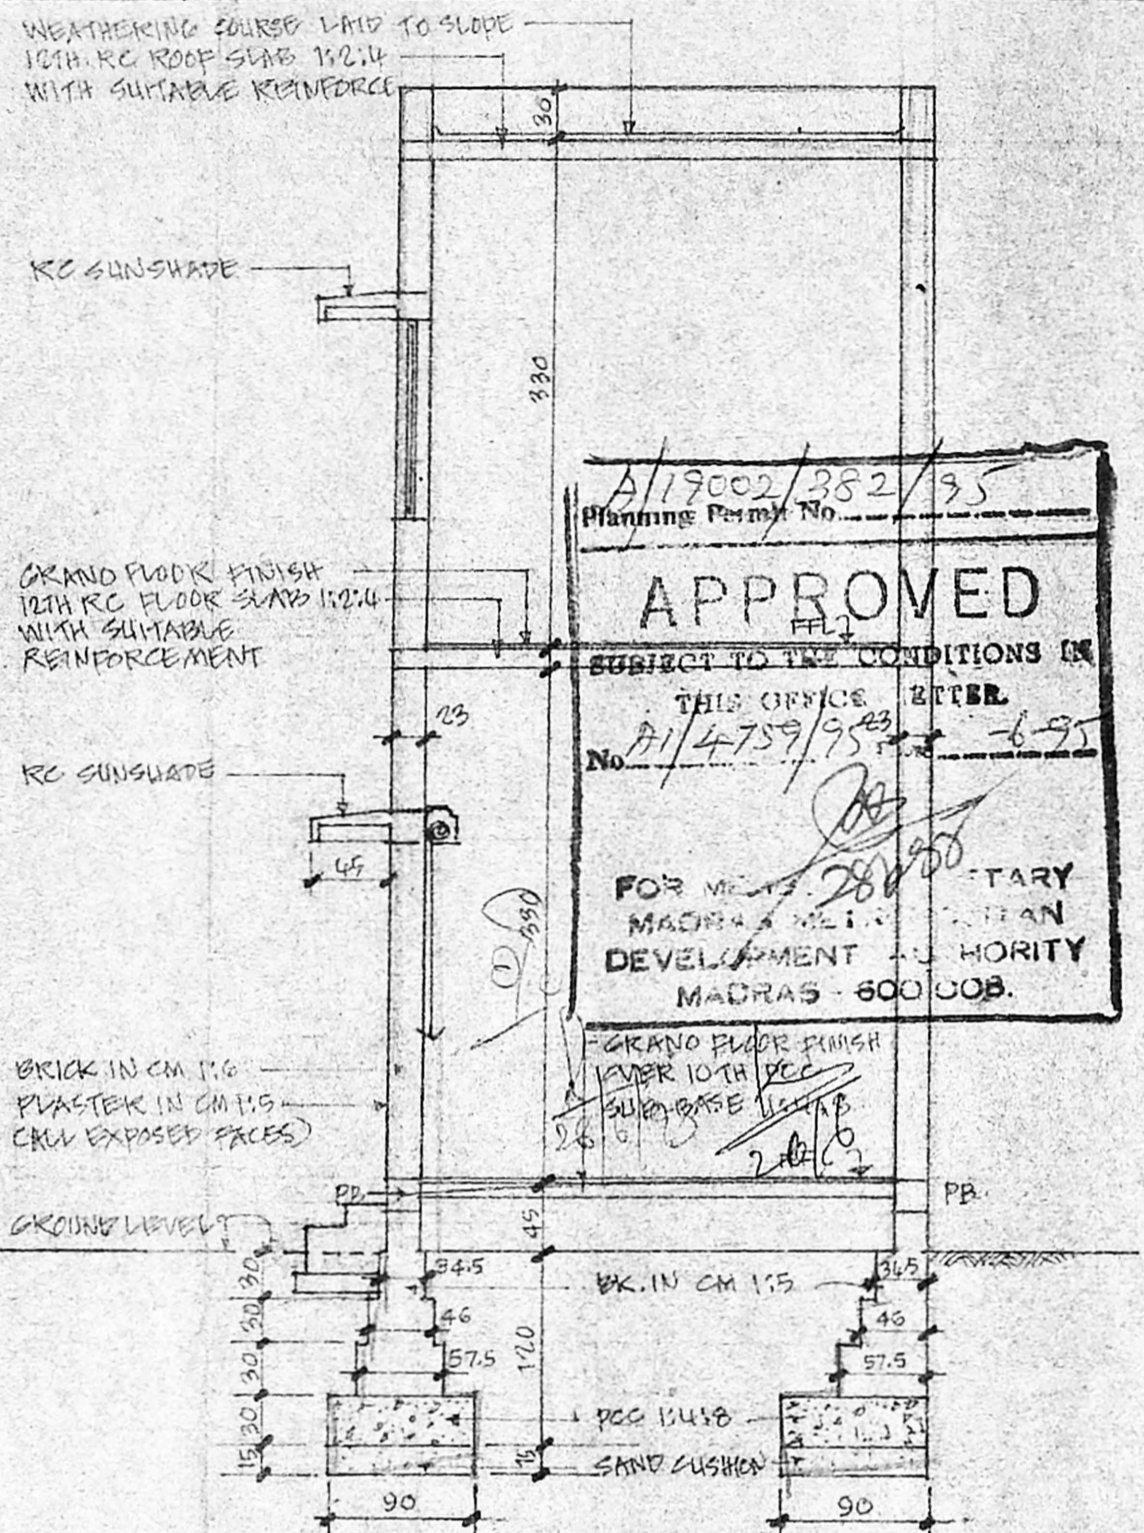 WEATHERING COURSE LAID TO SLOPE
12TH. RC ROOF SLAB 1:2:4
WITH SUITABLE REINFORCE
30
RC SUNSHADE
330
A/19002/382/95
Planning Permit No.
APPROVED
GRANO FLOOR FINISH
12TH RC FLOOR SLAB 1:2:4
WITH SUITABLE
REINFORCEMENT
FFL
SUBJECT TO THE CONDITIONS IN
THIS OFFICE LETTER
No. A1/4759/95 -6-95
23
23
RC SUNSHADE
45
330
FOR
TARY
MADRAS METROPOLITAN
DEVELOPMENT AUTHORITY
MADRAS - 600 008.
GRANO FLOOR FINISH
OVER 10TH PCC
SUB-BASE
BRICK IN CM 1:6
PLASTER IN CM 1:5
(ALL EXPOSED FACES)
PB
PB
GROUND LEVEL
45
34.5
BK. IN CM 1:5
34.5
30
30
46
46
120
30
57.5
57.5
30
PCC 1:4:8
15
15
SAND CUSHION
90
90